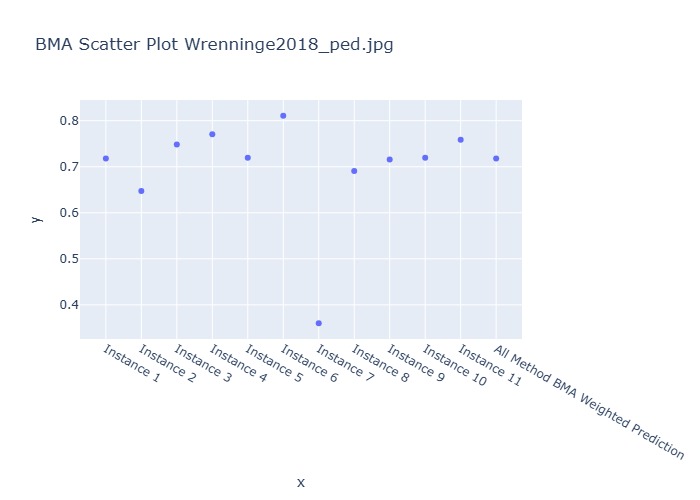 BMA Scatter Plot Wrenninge2018_ped.jpg
0.8
0.7
0.6
0.5
0.4
y
Instance 1
Instance 2
Instance 3
Instance 4
Instance 5
Instance 6
Instance 7
Instance 8
Instance 9
Instance 10
Instance 11
All Method BMA Weighted Prediction
x